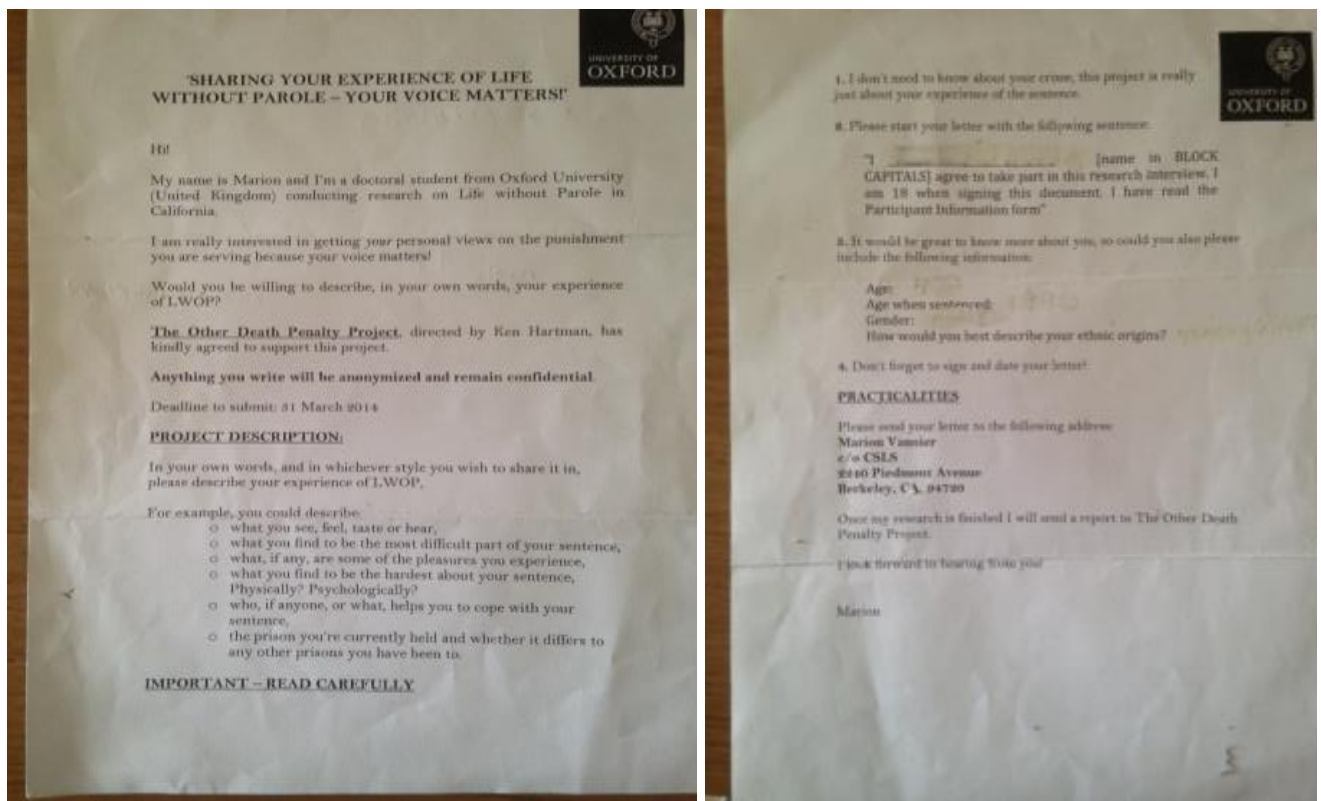 UNIVERSITY OF
OXFORD
'SHARING YOUR EXPERIENCE OF LIFE
WITHOUT PAROLE – YOUR VOICE MATTERS!'
Hi!
My name is Marion and I'm a doctoral student from Oxford University
(United Kingdom) conducting research on Life without Parole in
California.
I am really interested in getting your personal views on the punishment
you are serving because your voice matters!
Would you be willing to describe, in your own words, your experience
of LWOP?
The Other Death Penalty Project, directed by Ken Hartman, has
kindly agreed to support this project.
Anything you write will be anonymized and remain confidential.
Deadline to submit: 31 March 2014
PROJECT DESCRIPTION:
In your own words, and in whichever style you wish to share it in,
please describe your experience of LWOP.
For example, you could describe:
o what you see, feel, taste or hear,
o what you find to be the most difficult part of your sentence,
o what, if any, are some of the pleasures you experience,
o what you find to be the hardest about your sentence,
Physically? Psychologically?
o who, if anyone, or what, helps you to cope with your
sentence,
o the prison you're currently held and whether it differs to
any other prisons you have been to.
IMPORTANT – READ CAREFULLY
UNIVERSITY OF
OXFORD
1. I don't need to know about your crime, this project is really
just about your experience of the sentence.
2. Please start your letter with the following sentence:
"I ____________________ [name in BLOCK
CAPITALS] agree to take part in this research interview. I
am 18 when signing this document. I have read the
Participant Information form"
3. It would be great to know more about you, so could you also please
include the following information:
Age:
Age when sentenced:
Gender:
How would you best describe your ethnic origins?
4. Don't forget to sign and date your letter!
PRACTICALITIES
Please send your letter to the following address:
Marion Vannier
c/o CSLS
2240 Piedmont Avenue
Berkeley, CA, 94720
Once my research is finished I will send a report to The Other Death
Penalty Project.
I look forward to hearing from you!
Marion